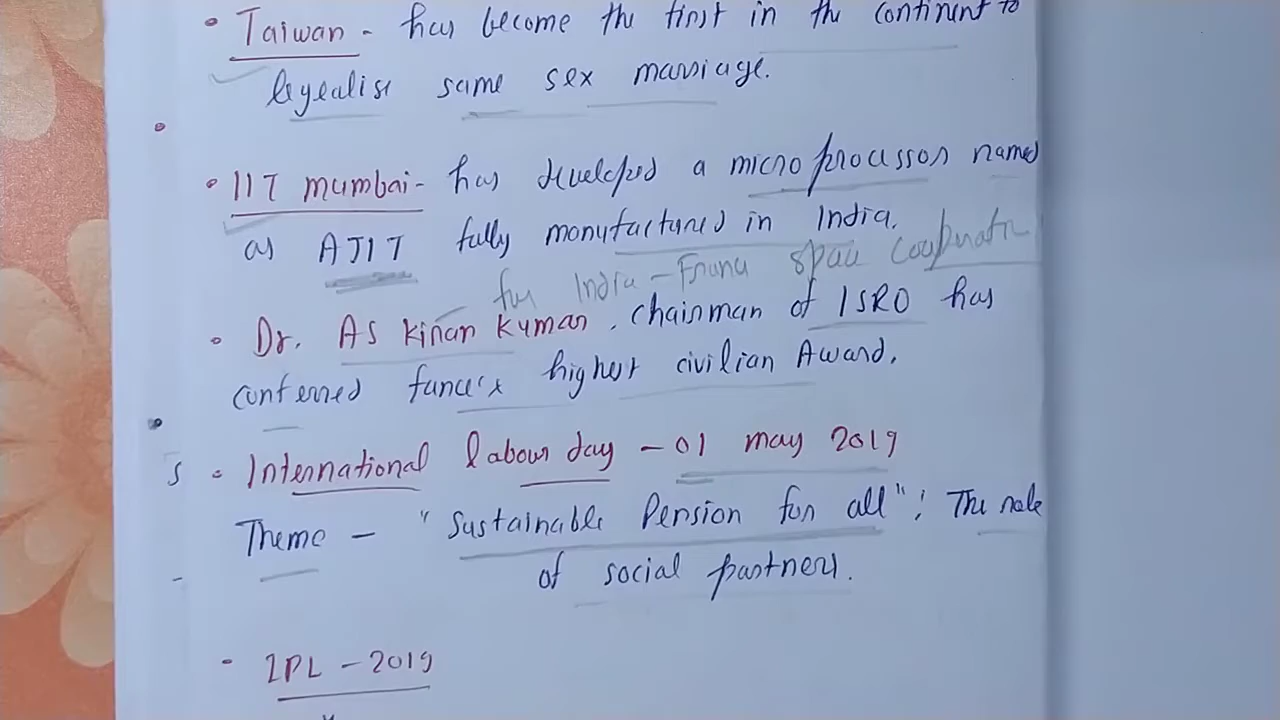 • Taiwan - has become the first in the continent to
legealise same sex marriage.
• IIT mumbai - has developed a microprocessor named
as AJIT fully manufactured in India.
for India - France space cooperation
• Dr. AS Kiran Kumar, chairman of ISRO has
conferred france's highest civilian Award.
5 • International labour day - 01 may 2019
Theme - "Sustainable Pension for all"; The role
of social partners.
- IPL - 2019